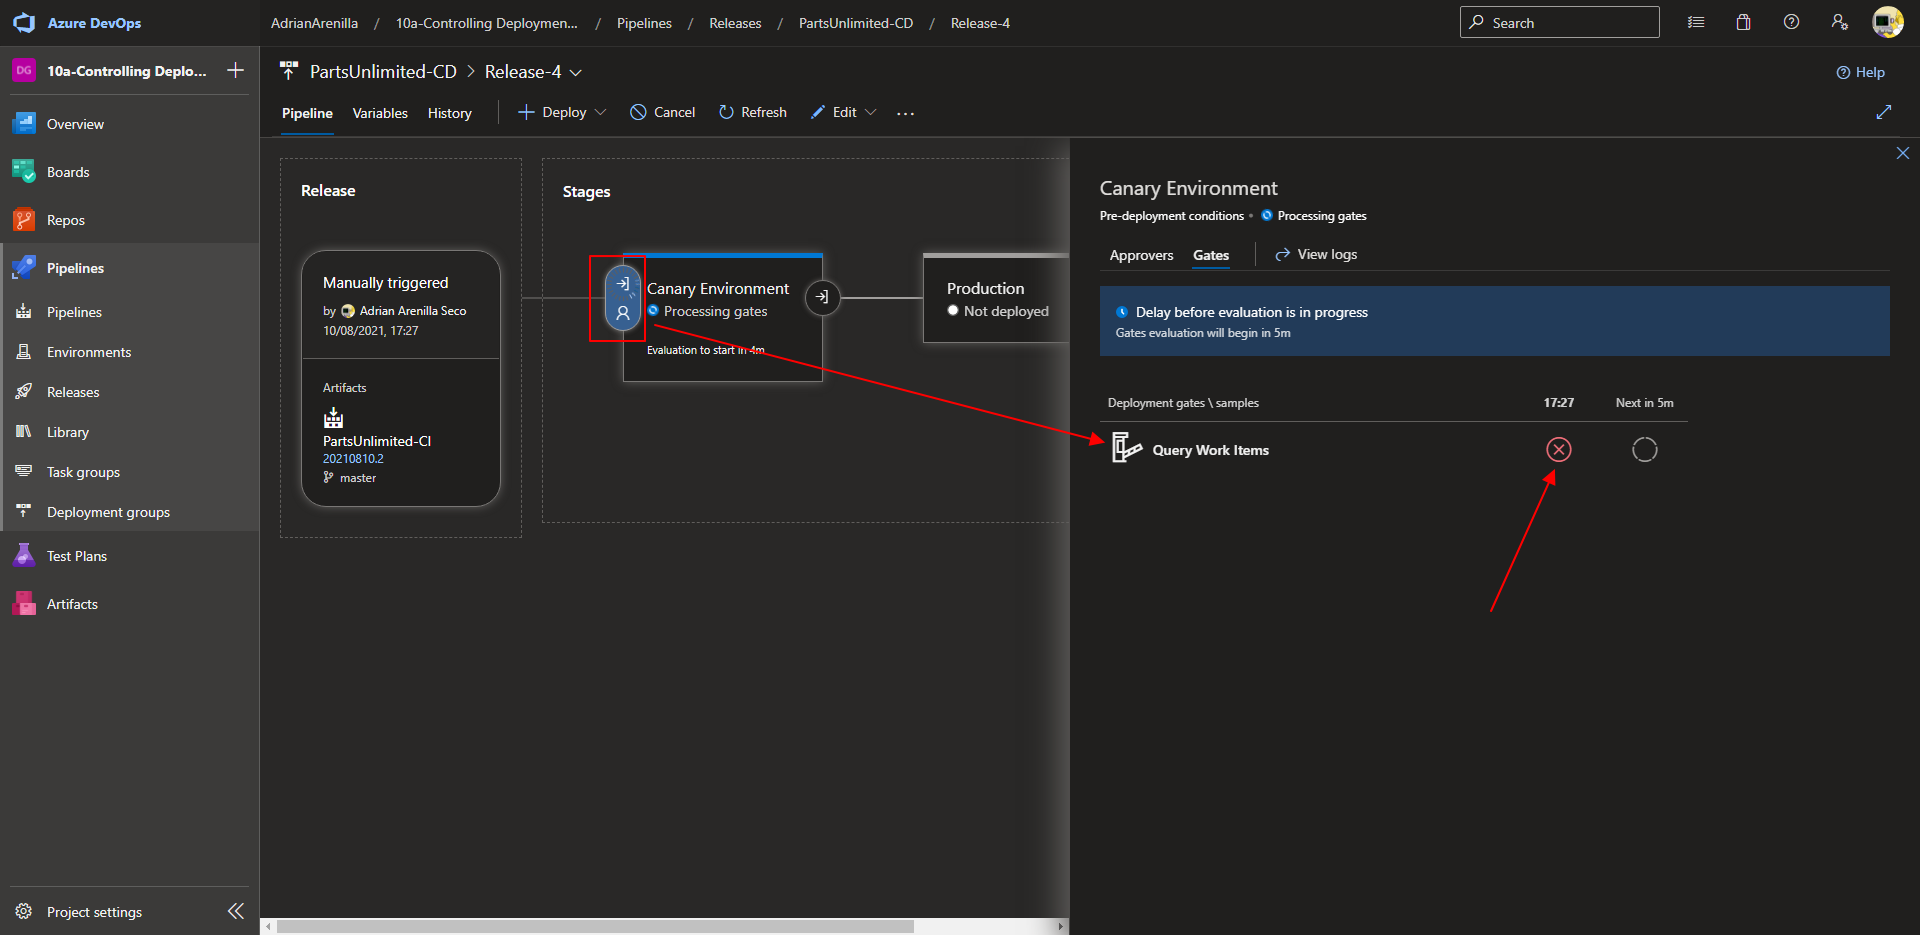 Azure DevOps
AdrianArenilla / 10a-Controlling Deploymen... / Pipelines / Releases / PartsUnlimited-CD / Release-4
Search
DG
10a-Controlling Deplo...
PartsUnlimited-CD > Release-4
Help
Pipeline
Variables
History
Deploy
Cancel
Refresh
Edit
...
Overview
Boards
Repos
Pipelines
Pipelines
Environments
Releases
Library
Task groups
Deployment groups
Test Plans
Artifacts
Project settings
Release
Manually triggered
by Adrian Arenilla Seco
10/08/2021, 17:27
Artifacts
PartsUnlimited-CI
20210810.2
master
Stages
Canary Environment
Processing gates
Evaluation to start in 4m
Production
Not deployed
Canary Environment
Pre-deployment conditions • Processing gates
Approvers
Gates
View logs
Delay before evaluation is in progress
Gates evaluation will begin in 5m
Deployment gates \ samples
17:27
Next in 5m
Query Work Items